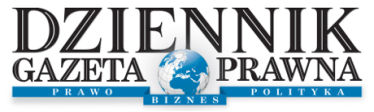 DZIENNIK
GAZETA PRAWNA
PRAWO BIZNES POLITYKA